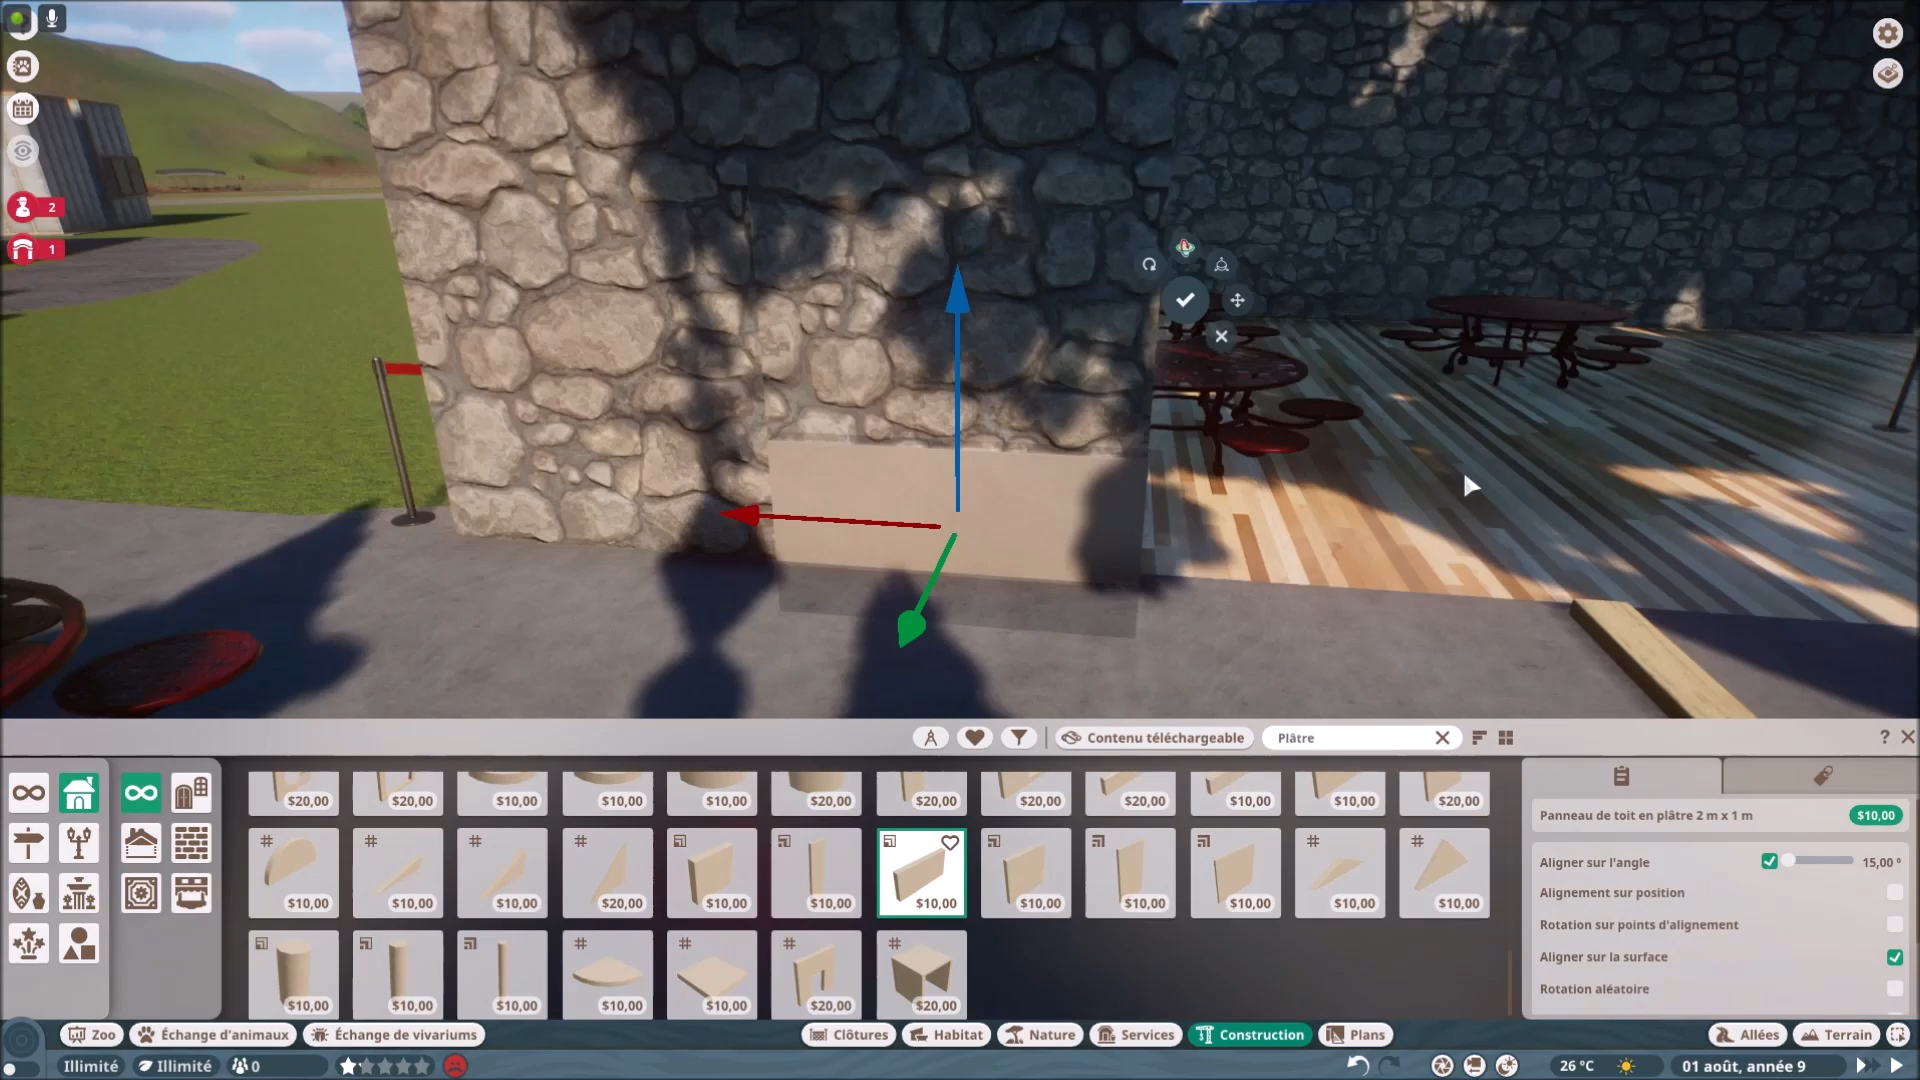 2
1
Contenu téléchargeable
Plâtre
?
$20,00 $20,00 $10,00 $10,00 $10,00 $20,00 $20,00 $10,00 $20,00 $10,00 $10,00 $20,00
$10,00 $10,00 $10,00 $20,00 $10,00 $10,00 $10,00 $10,00 $10,00 $10,00 $10,00 $10,00
$10,00 $10,00 $10,00 $10,00 $10,00 $20,00 $20,00
Panneau de toit en plâtre 2 m x 1 m $10,00
Aligner sur l'angle 15,00 °
Alignement sur position
Rotation sur points d'alignement
Aligner sur la surface
Rotation aléatoire
Zoo Échange d'animaux Échange de vivariums Clôtures Habitat Nature Services Construction Plans Allées Terrain
Illimité Illimité 0 26 °C 01 août, année 9